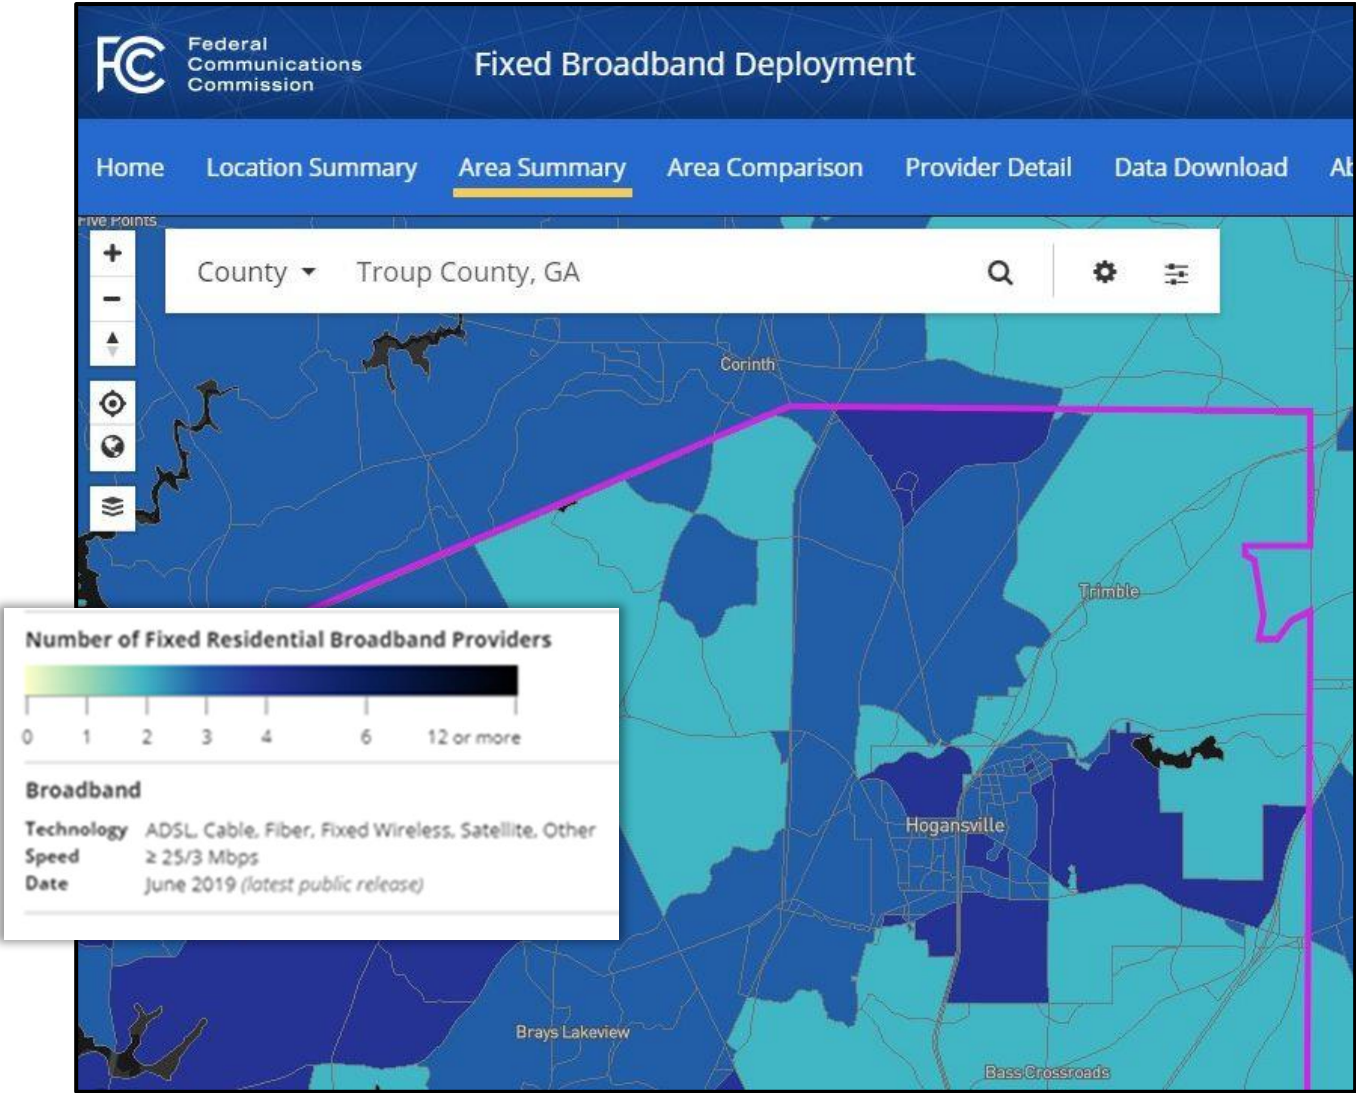 Federal
Communications
Commission
Fixed Broadband Deployment
Home Location Summary Area Summary Area Comparison Provider Detail Data Download Ab
Five Points
County Troup County, GA
Corinth
Trimble
Number of Fixed Residential Broadband Providers
0 1 2 3 4 6 12 or more
Broadband
Technology ADSL, Cable, Fiber, Fixed Wireless, Satellite, Other
Speed ≥ 25/3 Mbps
Date June 2019 (latest public release)
Hogansville
Brays Lakeview
Bass Crossroads